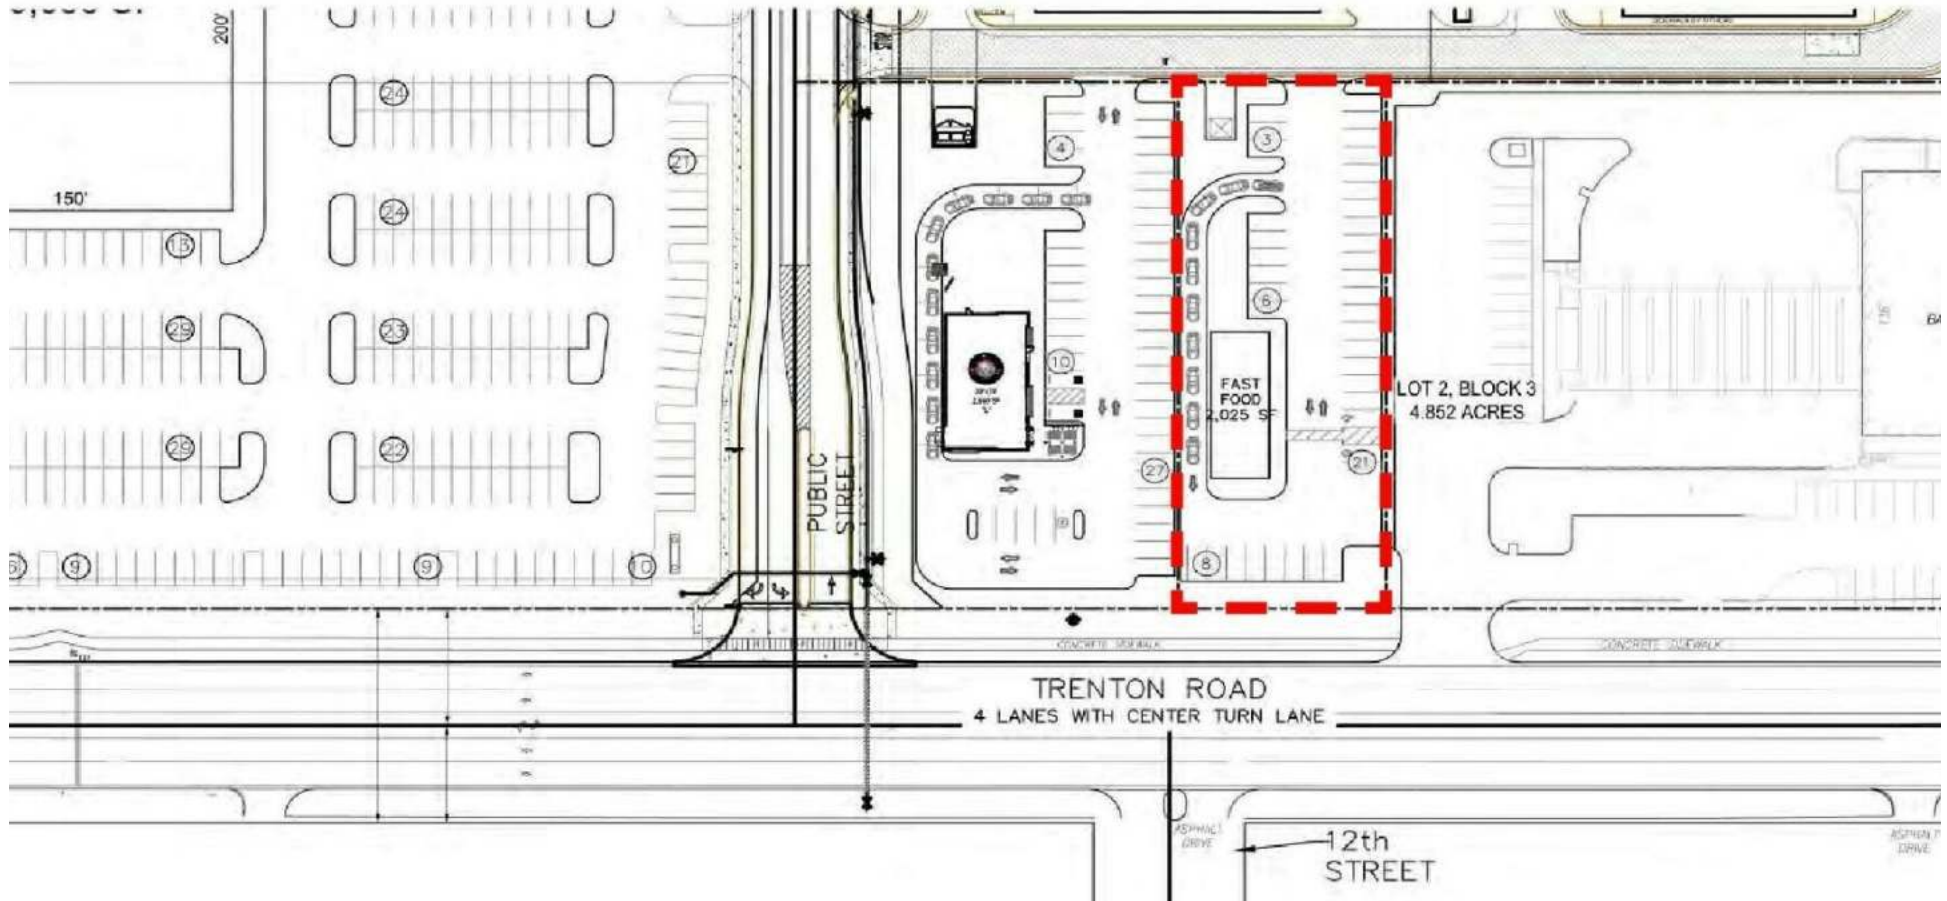 200'
24
21
4
3
150'
24
13
29
23
6
10
FAST
FOOD
2,025 SF
LOT 2, BLOCK 3
4.852 ACRES
29
22
27
21
PUBLIC
STREET
9
9
10
8
CONCRETE SIDEWALK
CONCRETE SIDEWALK
TRENTON ROAD
4 LANES WITH CENTER TURN LANE
ASPHALT
DRIVE
12th
STREET
ASPHALT
DRIVE